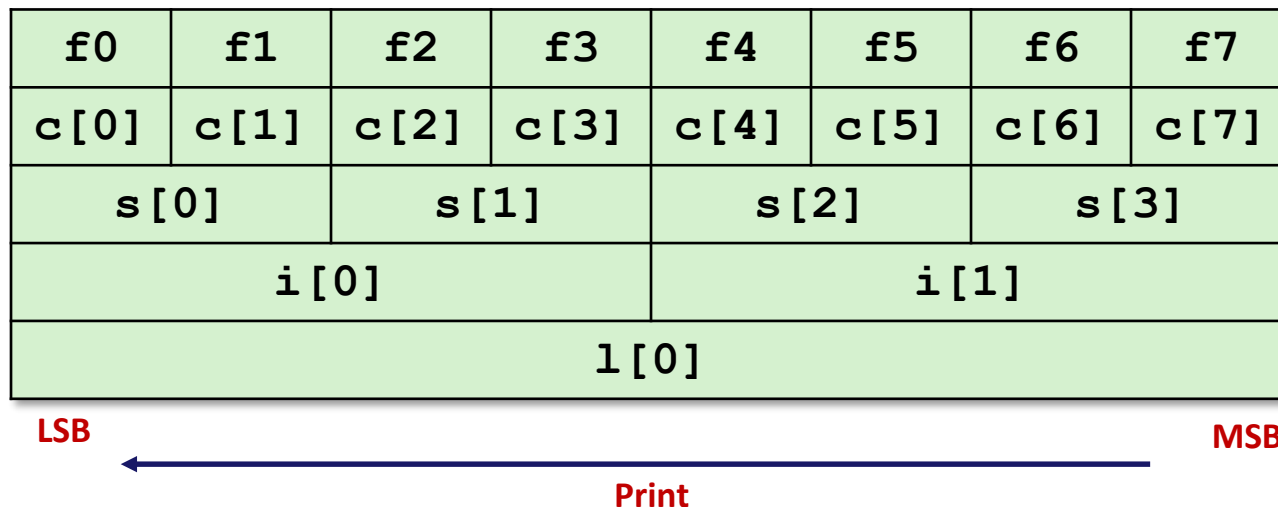 f0 f1 f2 f3 f4 f5 f6 f7
c[0] c[1] c[2] c[3] c[4] c[5] c[6] c[7]
s[0] s[1] s[2] s[3]
i[0] i[1]
l[0]
LSB MSB
Print